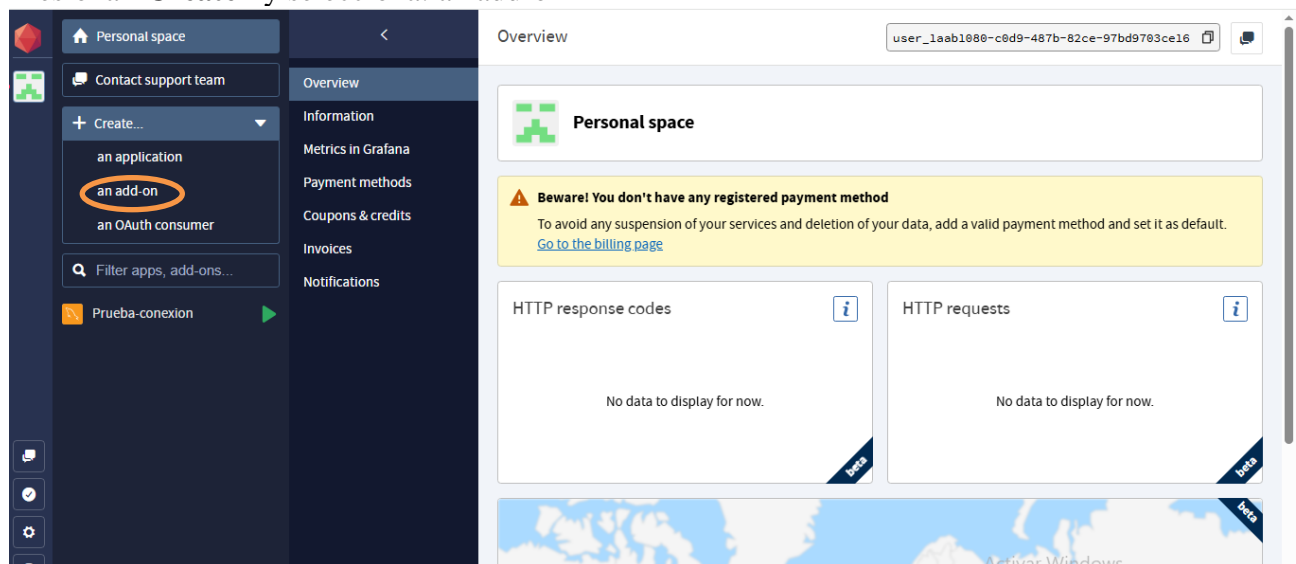 Personal space
Contact support team
Create...
an application
an add-on
an OAuth consumer
Filter apps, add-ons...
Prueba-conexion
<
Overview
Information
Metrics in Grafana
Payment methods
Coupons & credits
Invoices
Notifications
Overview
user_1aab1080-c0d9-487b-82ce-97bd9703ce16
Personal space
Beware! You don't have any registered payment method
To avoid any suspension of your services and deletion of your data, add a valid payment method and set it as default.
Go to the billing page
HTTP response codes
i
No data to display for now.
beta
HTTP requests
i
No data to display for now.
beta
beta
Activar Windows